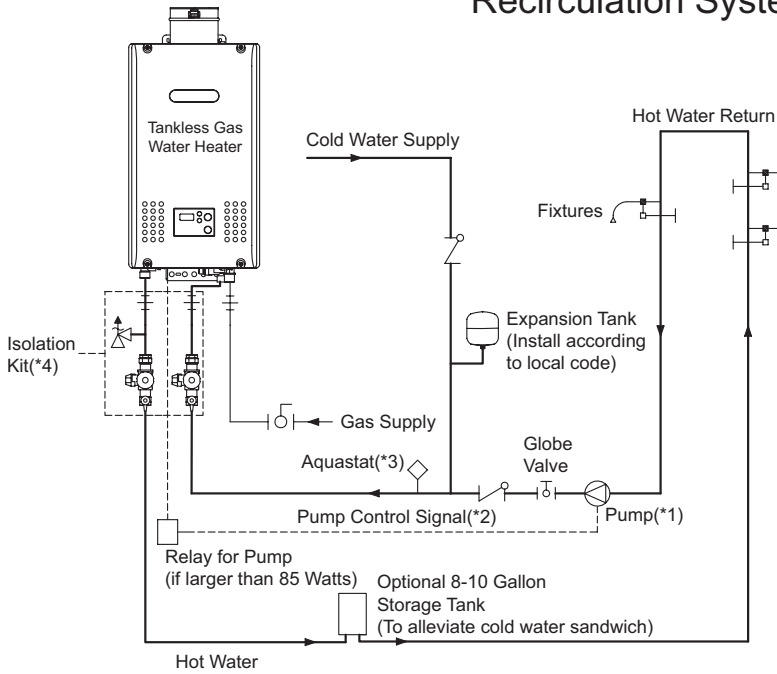 Recirculation Syste
Tankless Gas
Water Heater
Cold Water Supply
Hot Water Return
Fixtures
Expansion Tank
(Install according
to local code)
Isolation
Kit(*4)
Gas Supply
Globe
Valve
Aquastat(*3)
Pump Control Signal(*2)
Pump(*1)
Relay for Pump
(if larger than 85 Watts)
Optional 8-10 Gallon
Storage Tank
(To alleviate cold water sandwich)
Hot Water